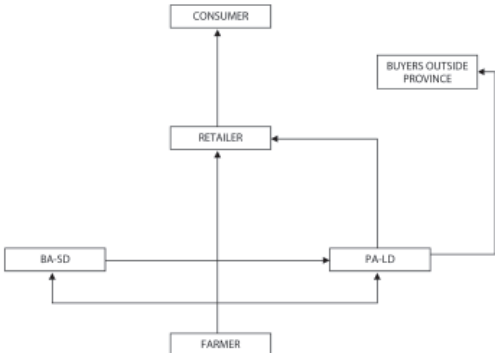 CONSUMER
BUYERS OUTSIDE
PROVINCE
RETAILER
BA-SD
PA-LD
FARMER